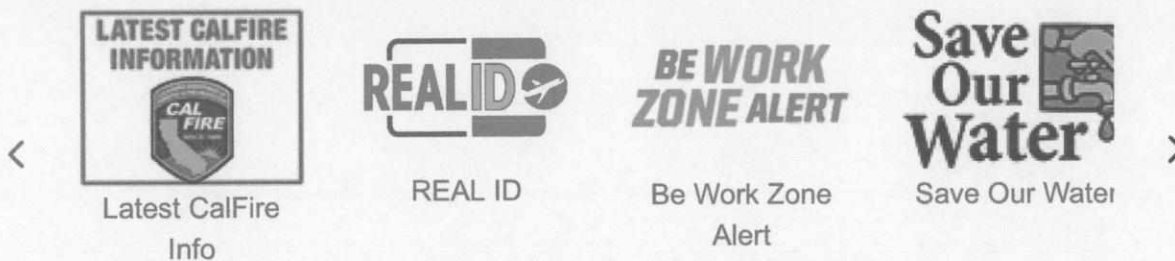 LATEST CALFIRE
INFORMATION
CAL
FIRE
Latest CalFire
Info
REAL ID
REAL ID
BE WORK
ZONE ALERT
Be Work Zone
Alert
Save
Our
Water
Save Our Water